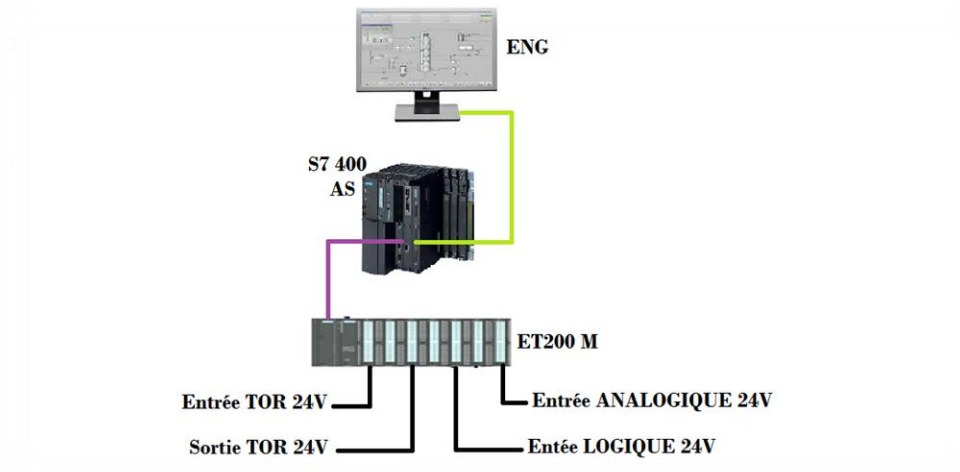 ENG
S7 400
AS
ET200 M
Entrée TOR 24V
Entrée ANALOGIQUE 24V
Sortie TOR 24V
Entée LOGIQUE 24V